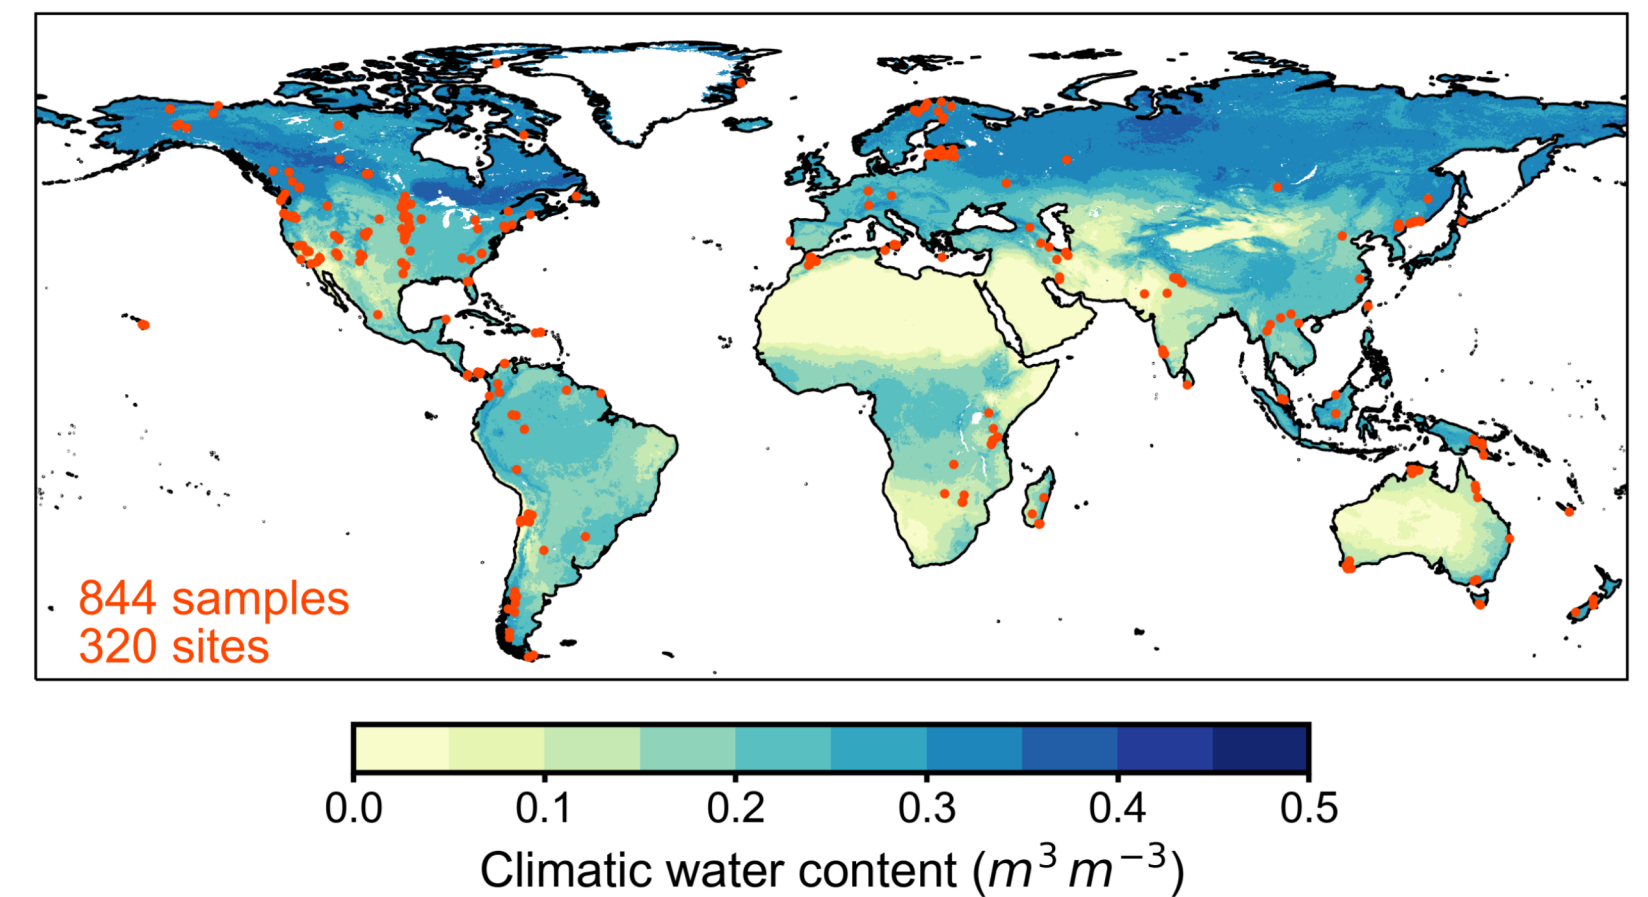 844 samples
320 sites
0.0 0.1 0.2 0.3 0.4 0.5
Climatic water content (m³ m⁻³)